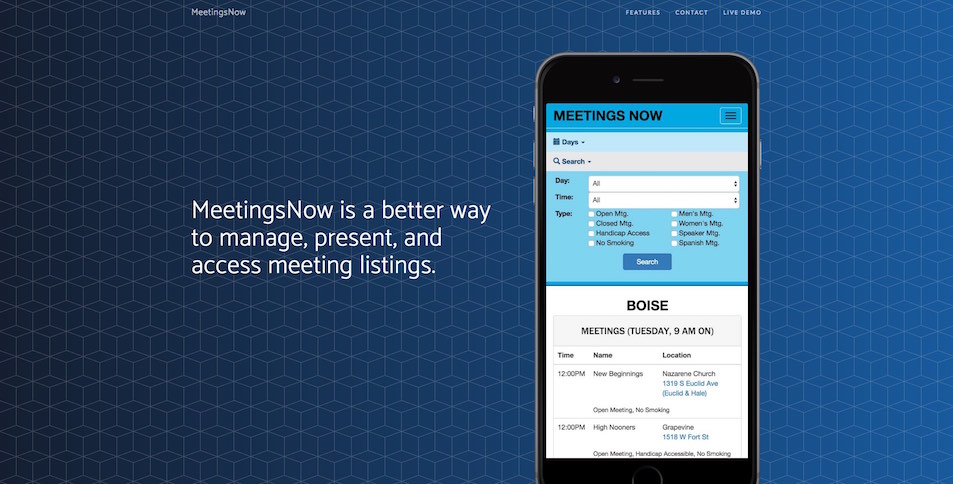 MeetingsNow
FEATURES CONTACT LIVE DEMO
MeetingsNow is a better way
to manage, present, and
access meeting listings.
MEETINGS NOW
Days
Search
Day: All
Time: All
Type: Open Mtg. Men's Mtg.
Closed Mtg. Women's Mtg.
Handicap Access Speaker Mtg.
No Smoking Spanish Mtg.
Search
BOISE
MEETINGS (TUESDAY, 9 AM ON)
Time Name Location
12:00PM New Beginnings Nazarene Church
1319 S Euclid Ave
(Euclid & Hale)
Open Meeting, No Smoking
12:00PM High Nooners Grapevine
1518 W Fort St
Open Meeting, Handicap Accessible, No Smoking